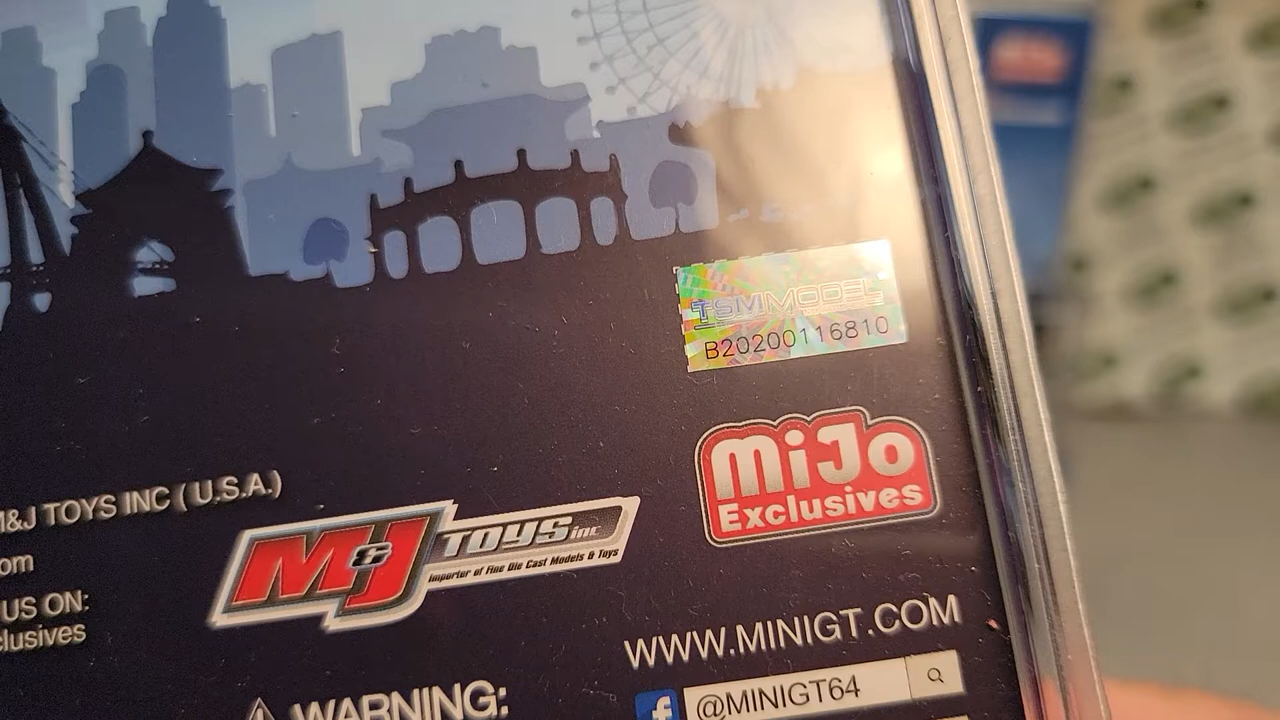 TSM MODEL
B20200116810
MiJo
Exclusives
M&J TOYS INC ( U.S.A.)
M&J TOYS inc.
Importer of Fine Die Cast Models & Toys
om
US ON:
clusives
WWW.MINIGT.COM
WARNING:
f @MINIGT64